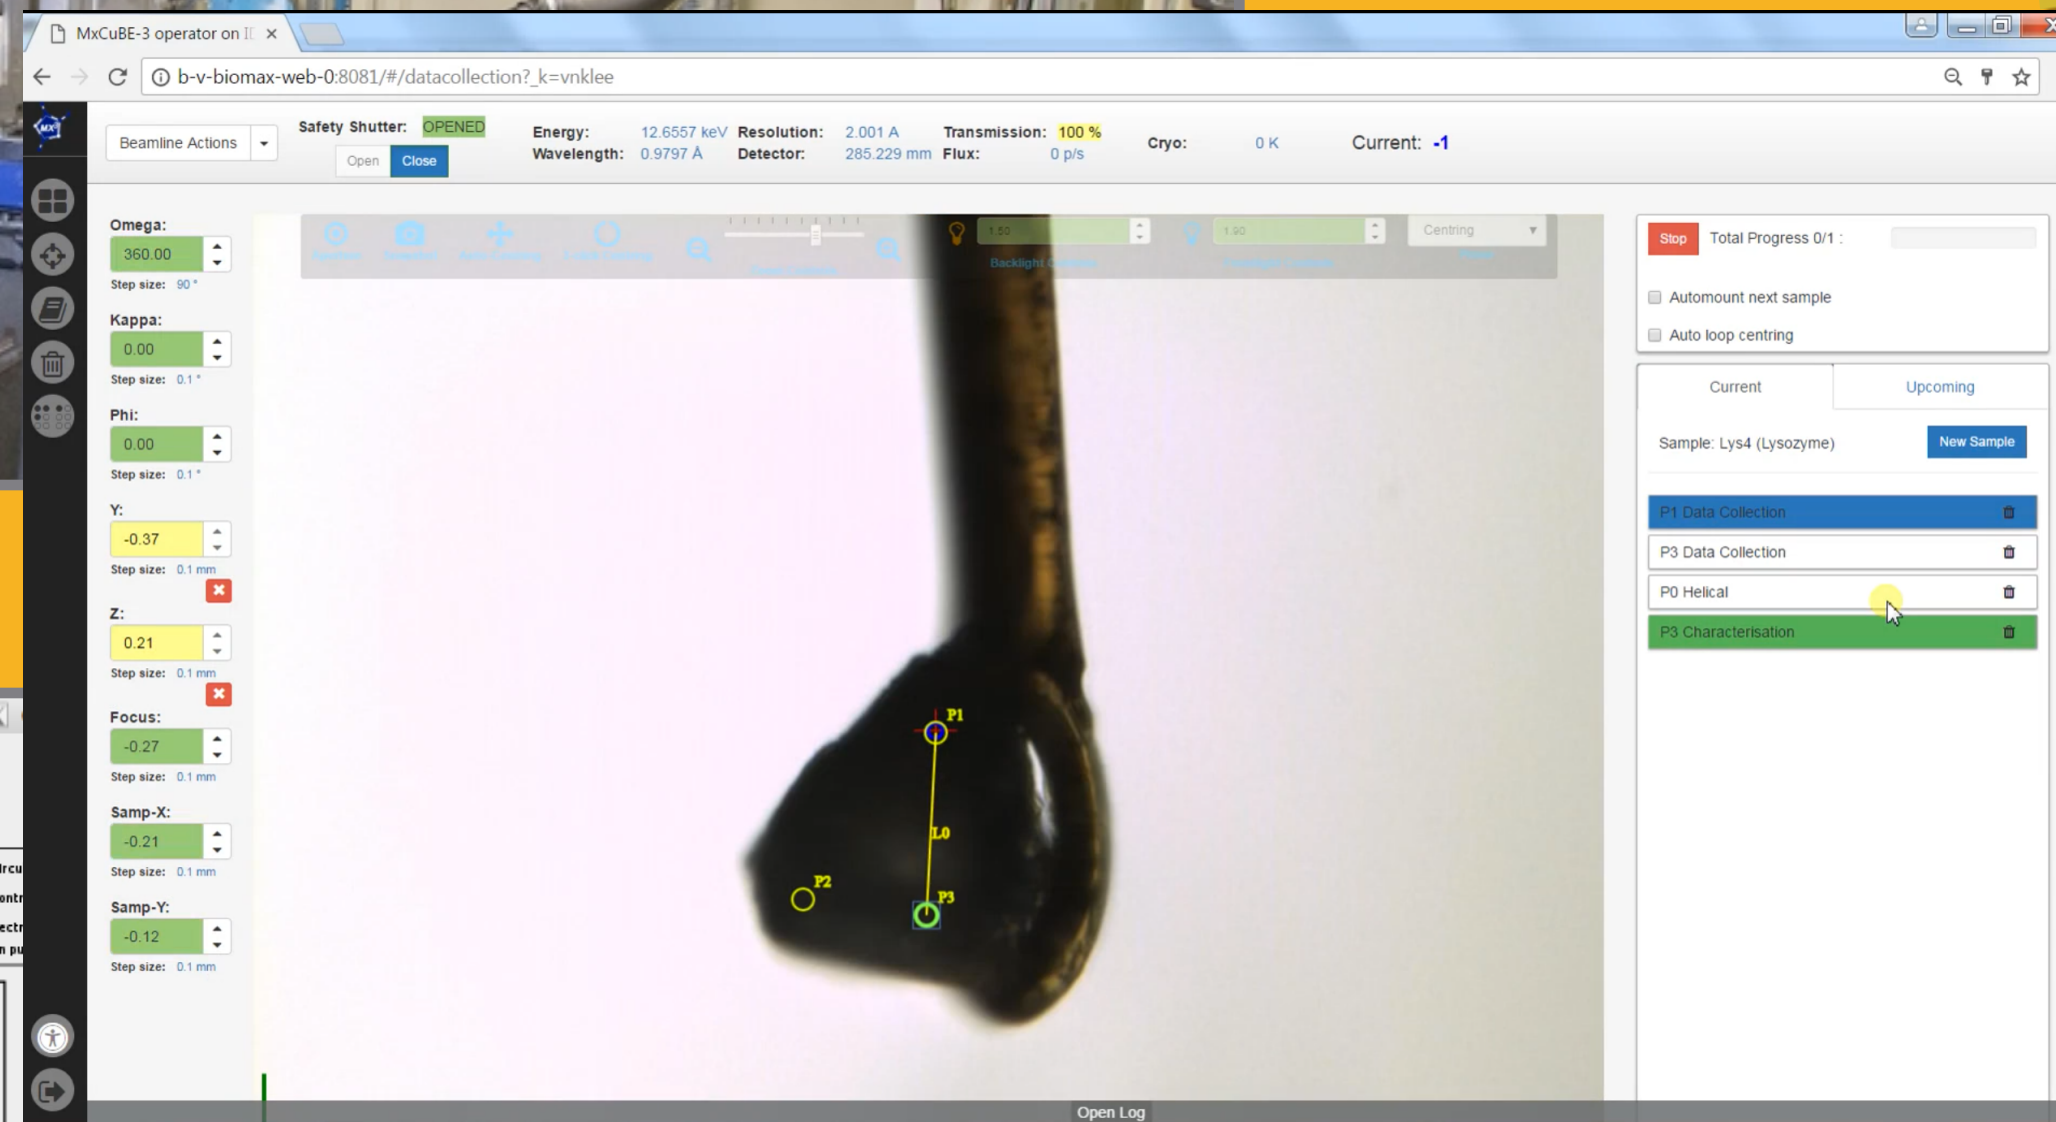 MxCuBE-3 operator on I
b-v-biomax-web-0:8081/#/datacollection?_k=vnklee
Beamline Actions
Safety Shutter: OPENED
Open Close
Energy: 12.6557 keV
Wavelength: 0.9797 Å
Resolution: 2.001 A
Detector: 285.229 mm
Transmission: 100 %
Flux: 0 p/s
Cryo: 0 K
Current: -1
Omega:
360.00
Step size: 90 °
Kappa:
0.00
Step size: 0.1 °
Phi:
0.00
Step size: 0.1 °
Y:
-0.37
Step size: 0.1 mm
Z:
0.21
Step size: 0.1 mm
Focus:
-0.27
Step size: 0.1 mm
Samp-X:
-0.21
Step size: 0.1 mm
Samp-Y:
-0.12
Step size: 0.1 mm
1.50
Backlight
1.90
Centring
P1
L0
P2
P3
Stop Total Progress 0/1 :
Automount next sample
Auto loop centring
Current Upcoming
Sample: Lys4 (Lysozyme) New Sample
P1 Data Collection
P3 Data Collection
P0 Helical
P3 Characterisation
Open Log